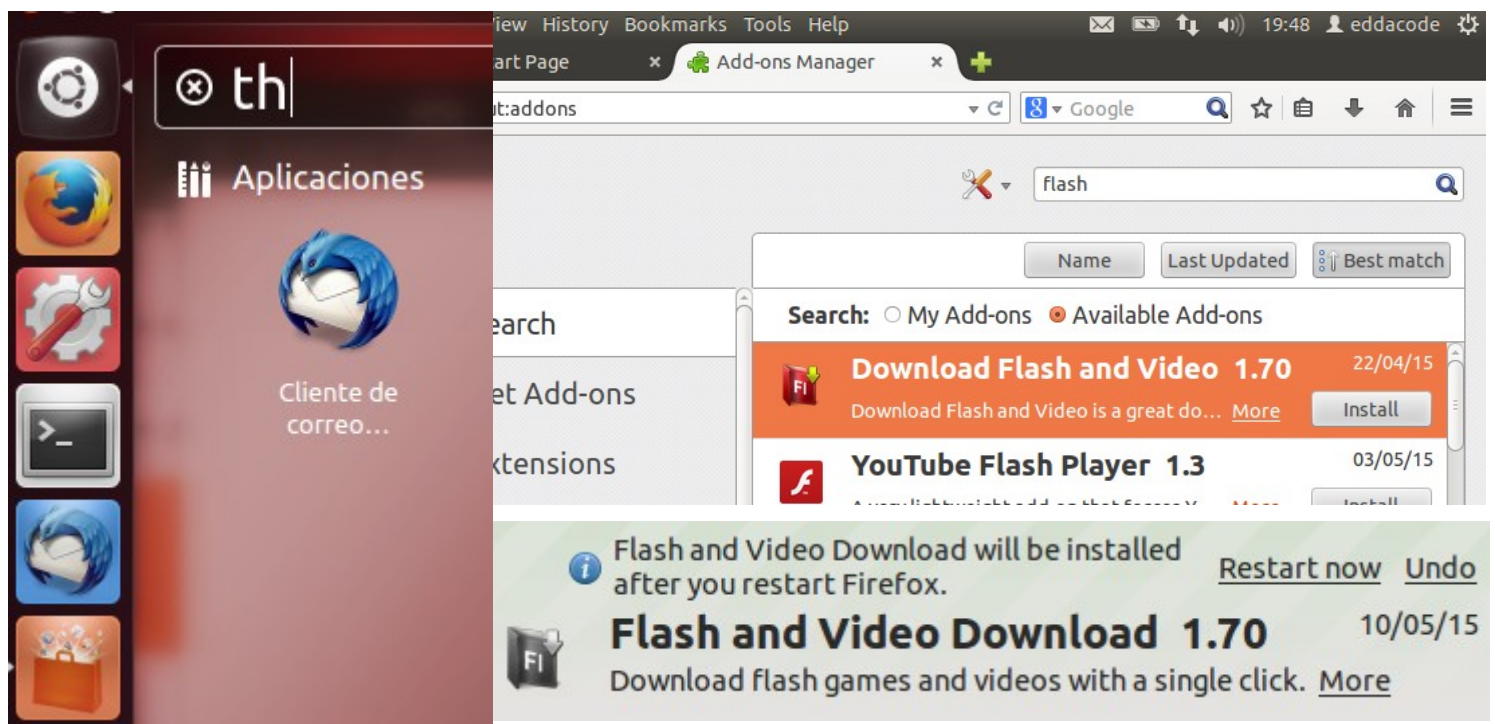 th
Aplicaciones
Cliente de
correo...
View History Bookmarks Tools Help 19:48 eddacode
art Page Add-ons Manager
ut:addons Google
flash
Name Last Updated Best match
earch
Search: My Add-ons Available Add-ons
et Add-ons
xtensions
Download Flash and Video 1.70 22/04/15
Download Flash and Video is a great do... More Install
YouTube Flash Player 1.3 03/05/15
Flash and Video Download will be installed
after you restart Firefox.
Restart now Undo
Flash and Video Download 1.70 10/05/15
Download flash games and videos with a single click. More